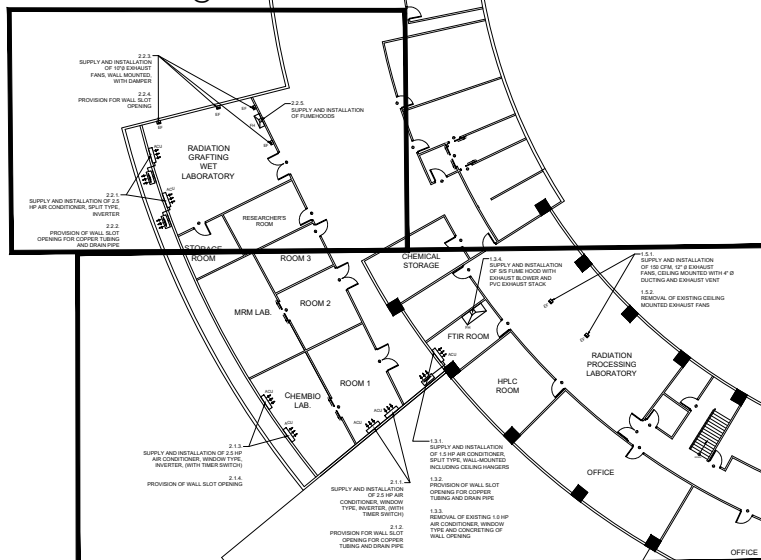 2.2.3.
SUPPLY AND INSTALLATION
OF 10"Ø EXHAUST
FANS, WALL MOUNTED,
WITH DAMPER
2.2.4.
PROVISION FOR WALL SLOT
OPENING
2.2.5.
SUPPLY AND INSTALLATION
OF FUMEHOODS
EF
EF
EF
EF
FH
ACU
ACU
RADIATION
GRAFTING
WET
LABORATORY
2.2.1.
SUPPLY AND INSTALLATION OF 2.5
HP AIR CONDITIONER, SPLIT TYPE,
INVERTER
2.2.2.
PROVISION OF WALL SLOT
OPENING FOR COPPER TUBING
AND DRAIN PIPE
RESEARCHER'S
ROOM
STORAGE
ROOM
ROOM 3
CHEMICAL
STORAGE
1.3.4.
SUPPLY AND INSTALLATION
OF S/S FUME HOOD WITH
EXHAUST BLOWER AND
PVC EXHAUST STACK
1.5.1.
SUPPLY AND INSTALLATION
OF 150 CFM, 12" Ø EXHAUST
FANS, CEILING MOUNTED WITH 4" Ø
DUCTING AND EXHAUST VENT
1.5.2.
REMOVAL OF EXISTING CEILING
MOUNTED EXHAUST FANS
EF
EF
MRM LAB.
ROOM 2
FH
FTIR ROOM
ACU
RADIATION
PROCESSING
LABORATORY
HPLC
ROOM
ROOM 1
CHEMBIO
LAB.
ACU
ACU
ACU
ACU
2.1.3.
SUPPLY AND INSTALLATION OF 2.5 HP
AIR CONDITIONER, WINDOW TYPE,
INVERTER, (WITH TIMER SWITCH)
2.1.4.
PROVISION OF WALL SLOT OPENING
2.1.1.
SUPPLY AND INSTALLATION
OF 2.5 HP AIR
CONDITIONER, WINDOW
TYPE, INVERTER, (WITH
TIMER SWITCH)
2.1.2.
PROVISION FOR WALL SLOT
OPENING FOR COPPER
TUBING AND DRAIN PIPE
1.3.1.
SUPPLY AND INSTALLATION
OF 1.5 HP AIR CONDITIONER,
SPLIT TYPE, WALL-MOUNTED
INCLUDING CEILING HANGERS
1.3.2.
PROVISION OF WALL SLOT
OPENING FOR COPPER
TUBING AND DRAIN PIPE
1.3.3.
REMOVAL OF EXISTING 1.0 HP
AIR CONDITIONER, WINDOW
TYPE AND CONCRETING OF
WALL OPENING
OFFICE
OFFICE